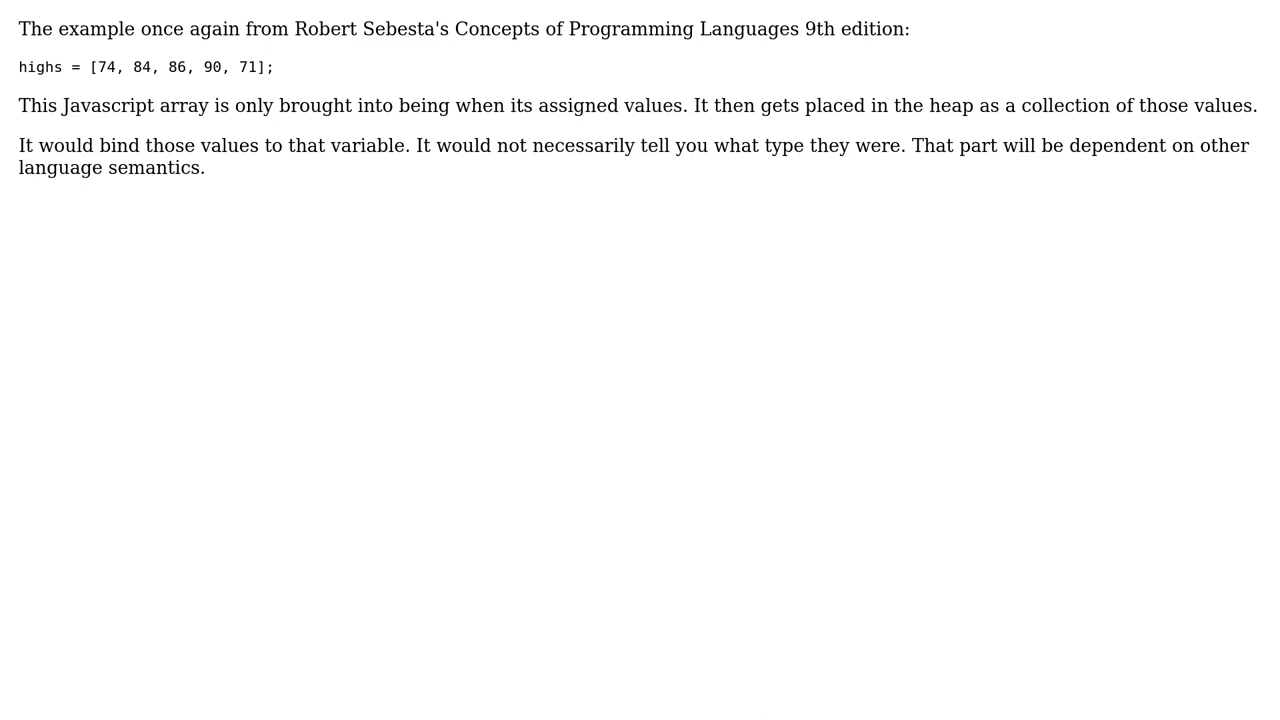 The example once again from Robert Sebesta's Concepts of Programming Languages 9th edition:
highs = [74, 84, 86, 90, 71];
This Javascript array is only brought into being when its assigned values. It then gets placed in the heap as a collection of those values.
It would bind those values to that variable. It would not necessarily tell you what type they were. That part will be dependent on other
language semantics.